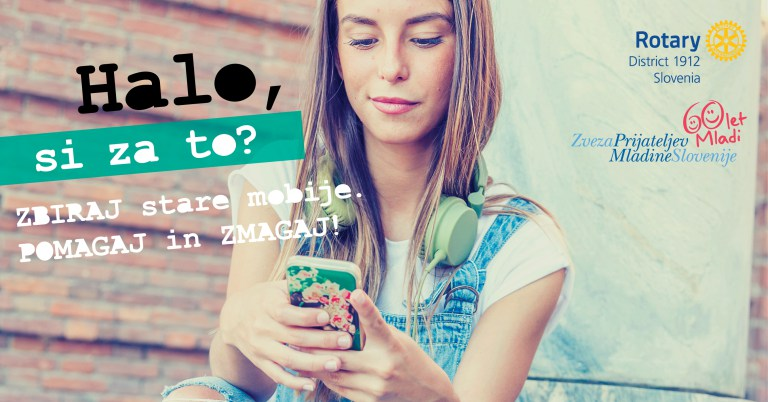 Halo,
si za to?
ZBIRAJ stare mobije.
POMAGAJ in ZMAGAJ!
Rotary
District 1912
Slovenia
60 let
Mladi
ZvezaPrijateljev
MladineSlovenije